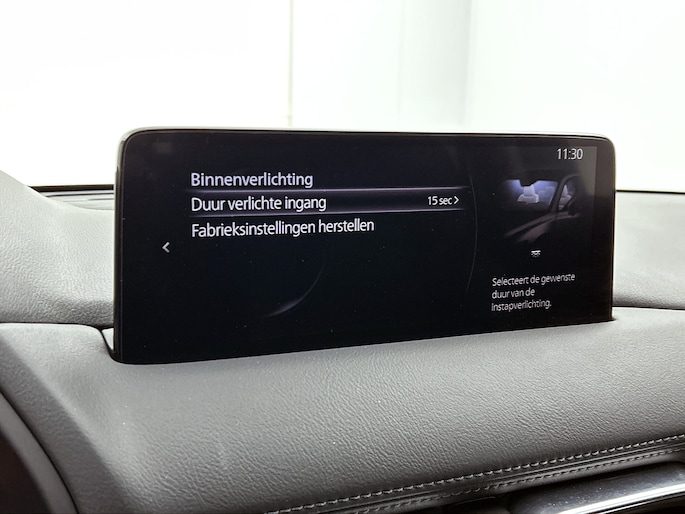 11:30
Binnenverlichting
Duur verlichte ingang 15 sec
Fabrieksinstellingen herstellen
Selecteert de gewenste
duur van de
instapverlichting.